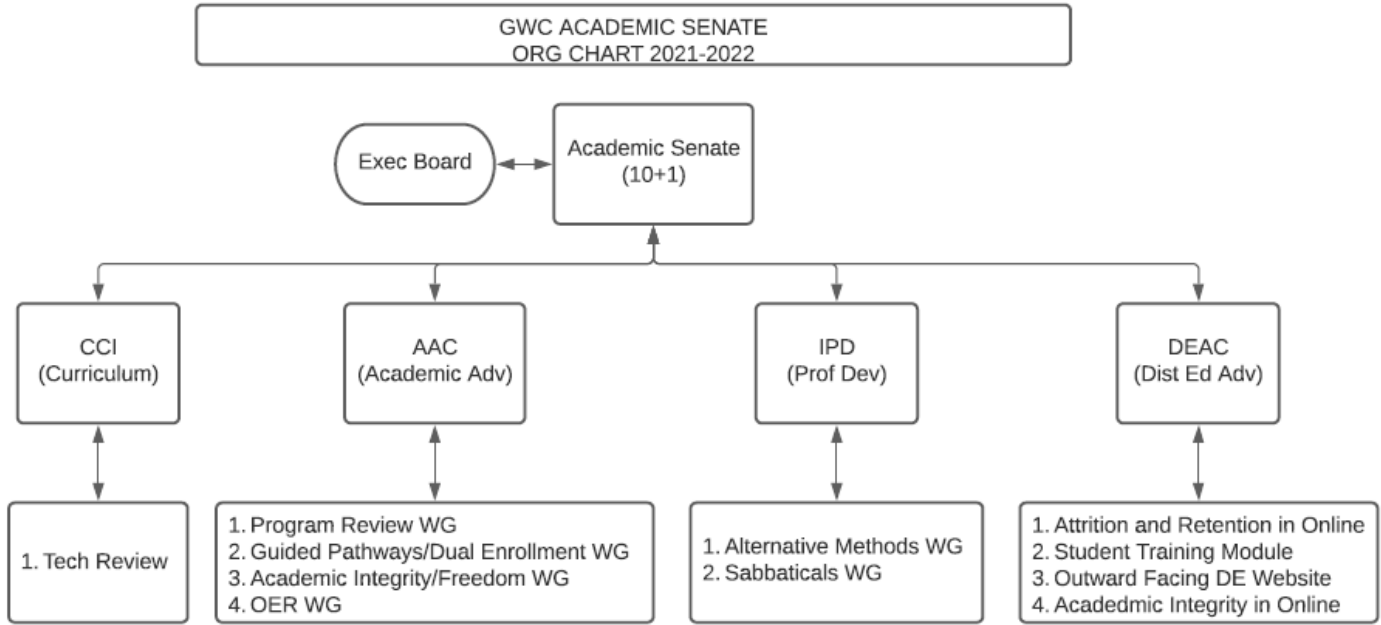 GWC ACADEMIC SENATE
ORG CHART 2021-2022
Exec Board
Academic Senate
(10+1)
CCI
(Curriculum)
AAC
(Academic Adv)
IPD
(Prof Dev)
DEAC
(Dist Ed Adv)
1. Tech Review
1. Program Review WG
2. Guided Pathways/Dual Enrollment WG
3. Academic Integrity/Freedom WG
4. OER WG
1. Alternative Methods WG
2. Sabbaticals WG
1. Attrition and Retention in Online
2. Student Training Module
3. Outward Facing DE Website
4. Acadedmic Integrity in Online